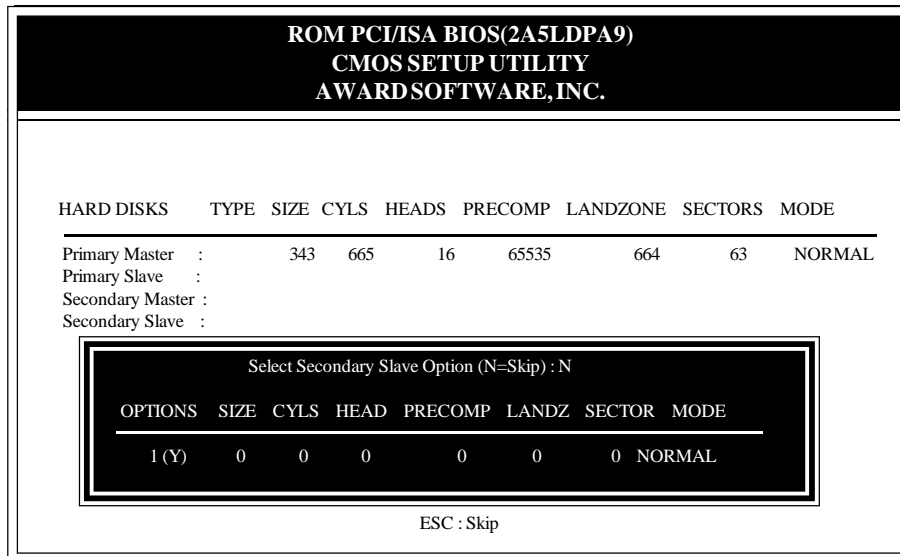 ROM PCI/ISA BIOS(2A5LDPA9)
CMOS SETUP UTILITY
AWARD SOFTWARE, INC.
HARD DISKS TYPE SIZE CYLS HEADS PRECOMP LANDZONE SECTORS MODE
Primary Master : 343 665 16 65535 664 63 NORMAL
Primary Slave :
Secondary Master :
Secondary Slave :
Select Secondary Slave Option (N=Skip) : N
OPTIONS SIZE CYLS HEAD PRECOMP LANDZ SECTOR MODE
1 (Y) 0 0 0 0 0 0 NORMAL
ESC : Skip